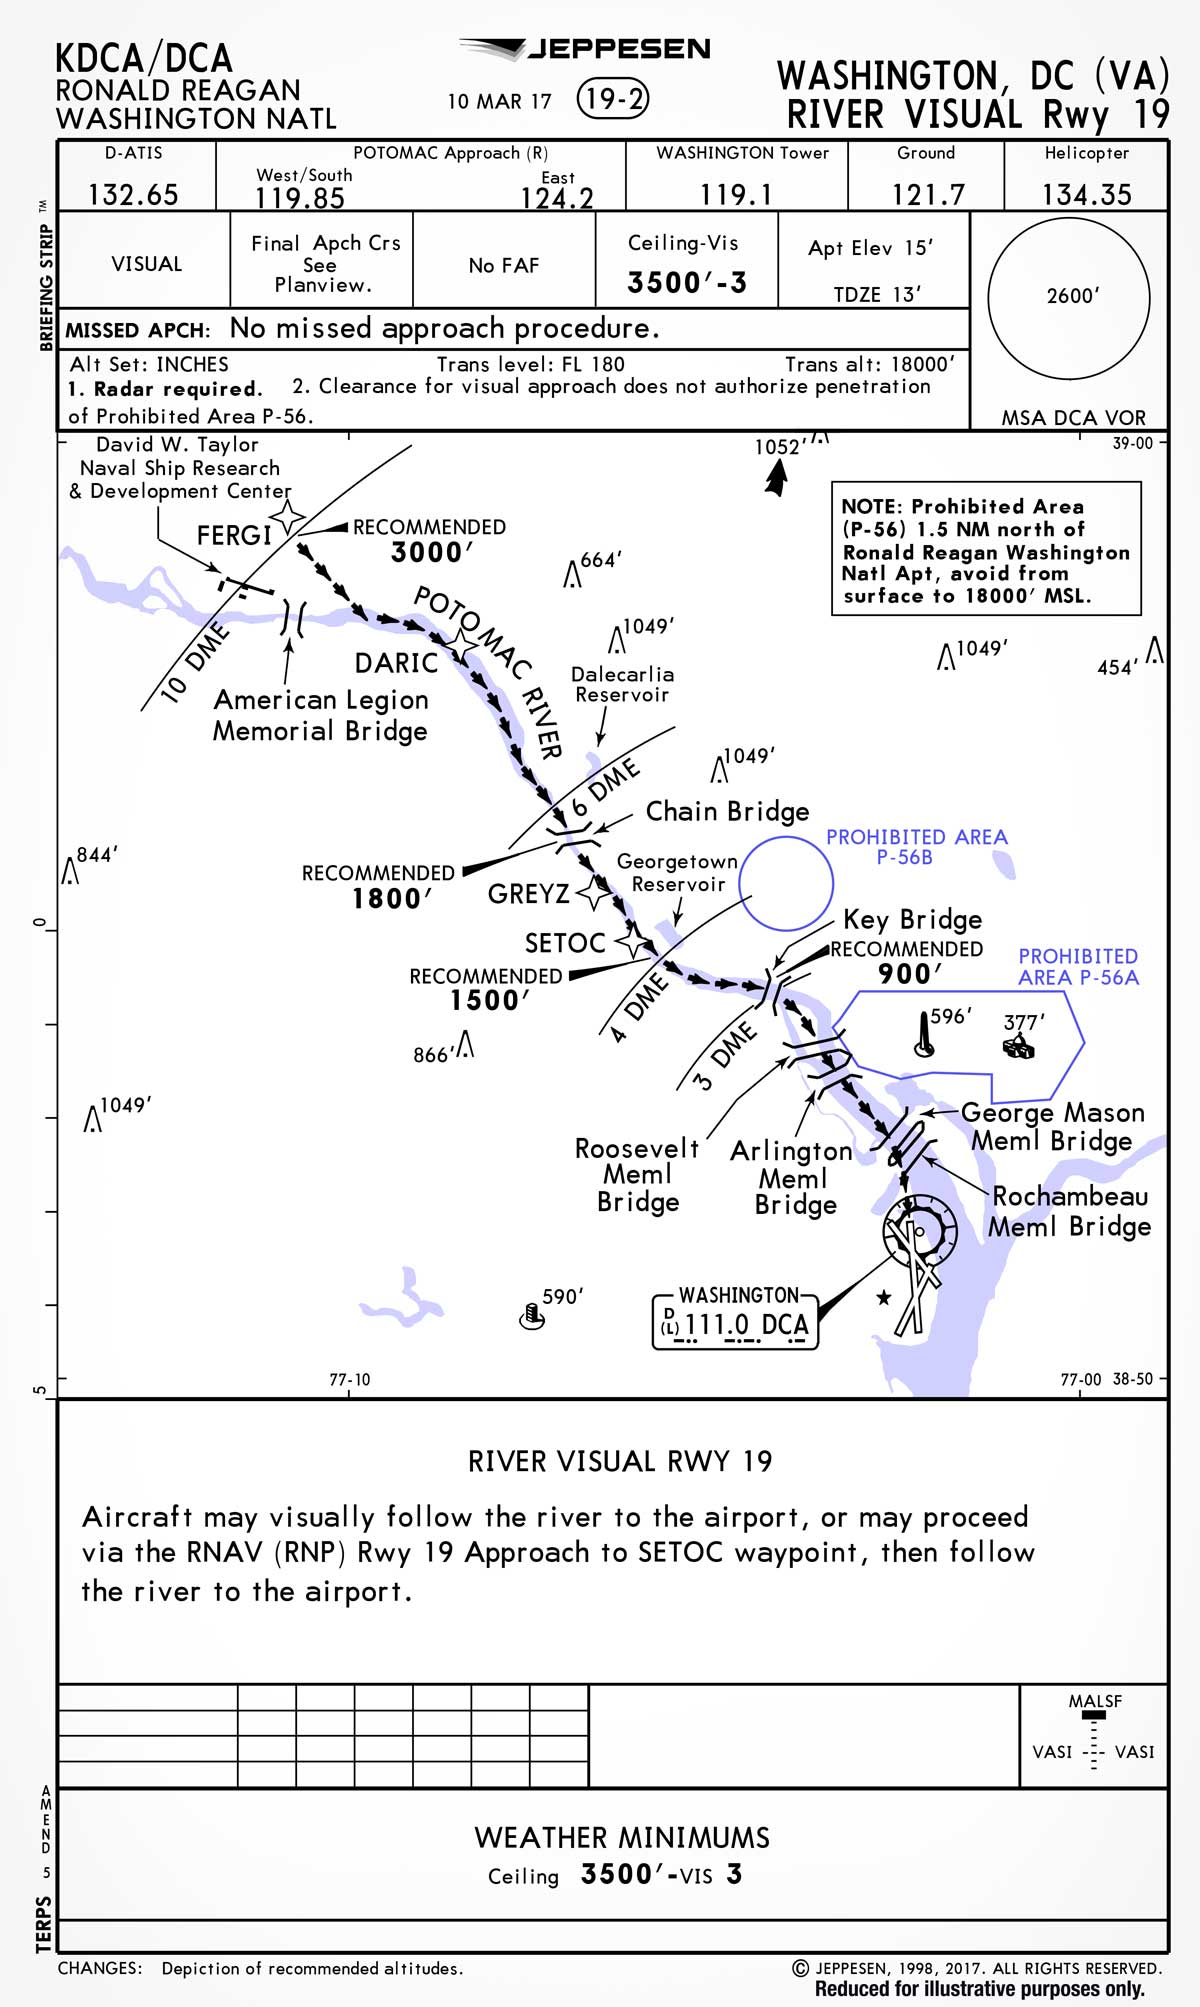 KDCA/DCA
RONALD REAGAN
WASHINGTON NATL
JEPPESEN
10 MAR 17
19-2
WASHINGTON, DC (VA)
RIVER VISUAL Rwy 19
BRIEFING STRIP TM
D-ATIS
132.65
POTOMAC Approach (R)
West/South
119.85
East
124.2
WASHINGTON Tower
119.1
Ground
121.7
Helicopter
134.35
VISUAL
Final Apch Crs
See
Planview.
No FAF
Ceiling-Vis
3500′-3
Apt Elev 15′
TDZE 13′
2600′
MSA DCA VOR
MISSED APCH: No missed approach procedure.
Alt Set: INCHES Trans level: FL 180 Trans alt: 18000′
1. Radar required. 2. Clearance for visual approach does not authorize penetration
of Prohibited Area P-56.
David W. Taylor
Naval Ship Research
& Development Center
1052′
39-00
NOTE: Prohibited Area
(P-56) 1.5 NM north of
Ronald Reagan Washington
Natl Apt, avoid from
surface to 18000′ MSL.
FERGI
RECOMMENDED
3000′
664′
POTOMAC RIVER
1049′
1049′
454′
10 DME
DARIC
Dalecarlia
Reservoir
American Legion
Memorial Bridge
1049′
6 DME
Chain Bridge
PROHIBITED AREA
P-56B
844′
RECOMMENDED
1800′
Georgetown
Reservoir
GREYZ
Key Bridge
0
SETOC
RECOMMENDED
900′
PROHIBITED
AREA P-56A
RECOMMENDED
1500′
4 DME
596′
377′
866′
3 DME
1049′
George Mason
Meml Bridge
Roosevelt
Meml
Bridge
Arlington
Meml
Bridge
Rochambeau
Meml Bridge
590′
WASHINGTON
D
(L) 111.0 DCA
5
77-10
77-00 38-50
RIVER VISUAL RWY 19
Aircraft may visually follow the river to the airport, or may proceed
via the RNAV (RNP) Rwy 19 Approach to SETOC waypoint, then follow
the river to the airport.
MALSF
VASI VASI
AMEND 5
TERPS
WEATHER MINIMUMS
Ceiling 3500′-VIS 3
CHANGES: Depiction of recommended altitudes.
© JEPPESEN, 1998, 2017. ALL RIGHTS RESERVED.
Reduced for illustrative purposes only.